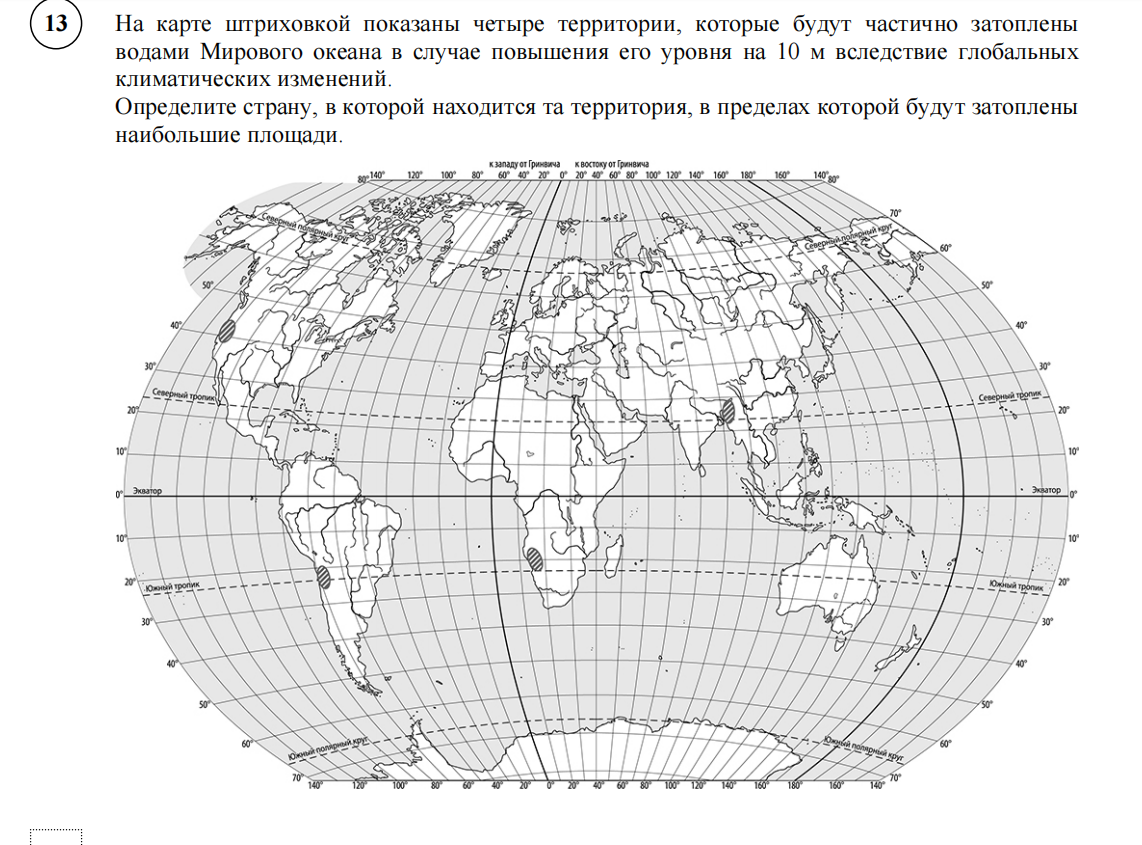 13
На карте штриховкой показаны четыре территории, которые будут частично затоплены
водами Мирового океана в случае повышения его уровня на 10 м вследствие глобальных
климатических изменений.
Определите страну, в которой находится та территория, в пределах которой будут затоплены
наибольшие площади.
к западу от Гринвича к востоку от Гринвича
80° 140° 120° 100° 80° 60° 40° 20° 0° 20° 40° 60° 80° 100° 120° 140° 160° 180° 160° 140° 80°
70°
Северный полярный круг Северный полярный круг
60°
50° 50°
40° 40°
30° 30°
Северный тропик Северный тропик
20° 20°
10° 10°
0° Экватор Экватор 0°
10° 10°
20° Южный тропик Южный тропик 20°
30° 30°
40° 40°
50° 50°
60° Южный полярный круг Южный полярный круг 60°
70° 70°
140° 120° 100° 80° 60° 40° 20° 0° 20° 40° 60° 80° 100° 120° 140° 160° 180° 160° 140°